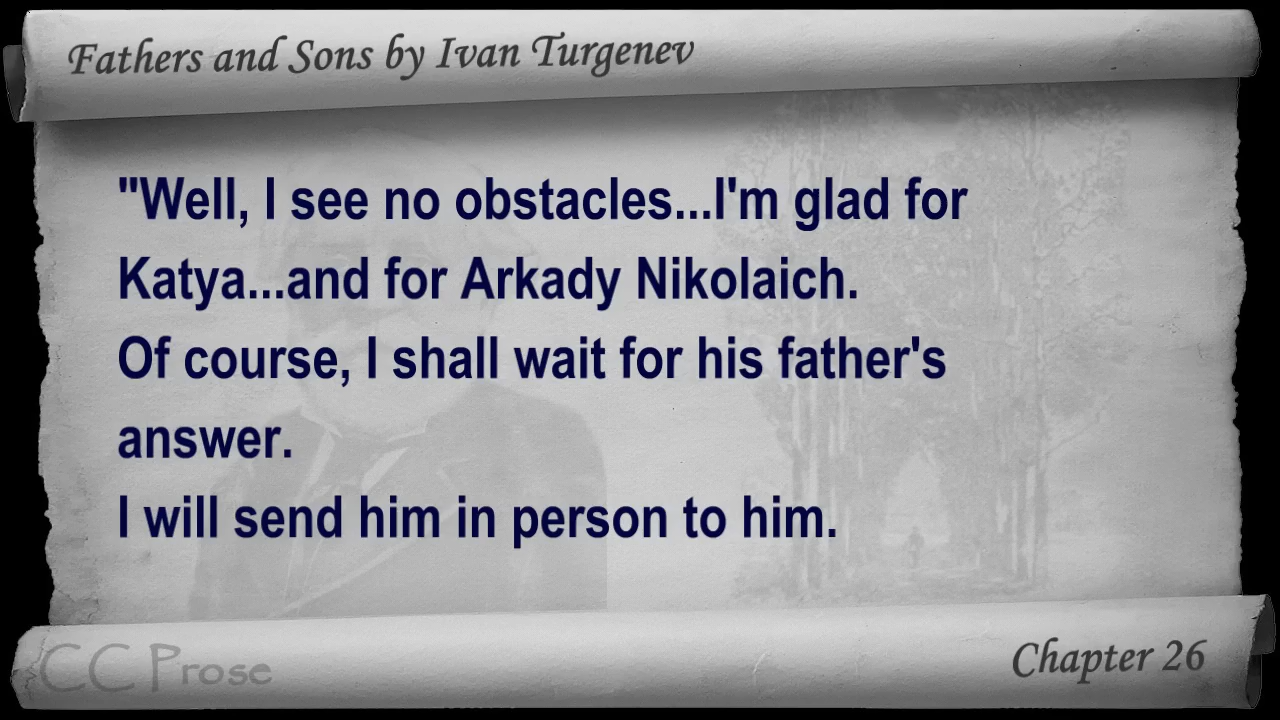 Fathers and Sons by Ivan Turgenev
"Well, I see no obstacles...I'm glad for
Katya...and for Arkady Nikolaich.
Of course, I shall wait for his father's
answer.
I will send him in person to him.
CC Prose
Chapter 26